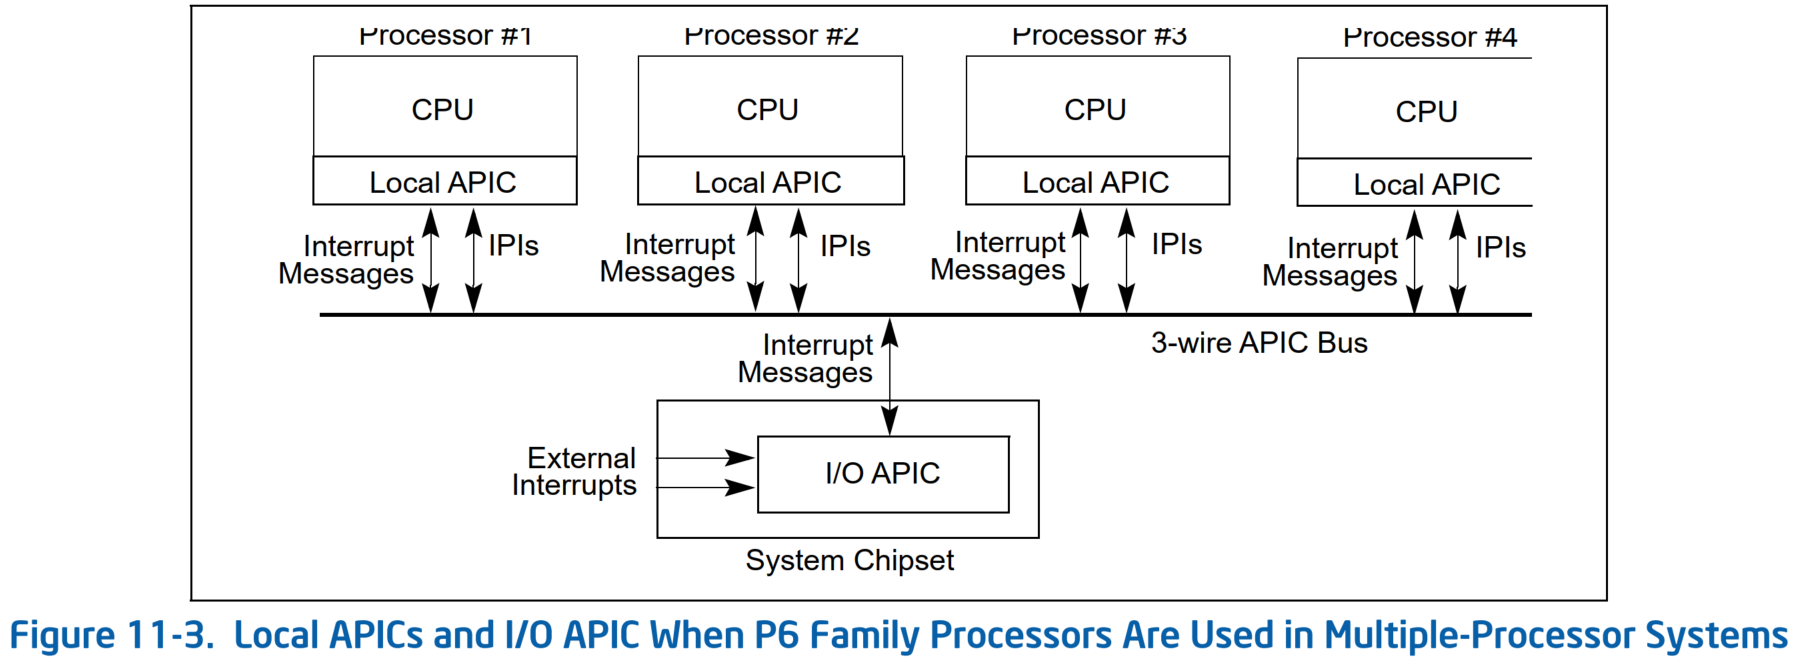 Processor #1 Processor #2 Processor #3 Processor #4
CPU CPU CPU CPU
Local APIC Local APIC Local APIC Local APIC
Interrupt Messages IPIs Interrupt Messages IPIs Interrupt Messages IPIs Interrupt Messages IPIs
3-wire APIC Bus
Interrupt
Messages
External
Interrupts
I/O APIC
System Chipset
Figure 11-3. Local APICs and I/O APIC When P6 Family Processors Are Used in Multiple-Processor Systems